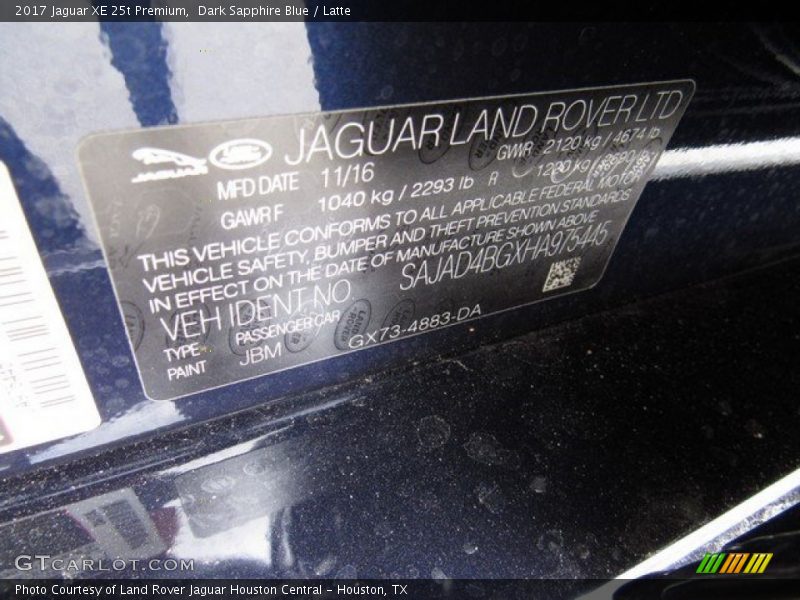 2017 Jaguar XE 25t Premium, Dark Sapphire Blue / Latte
JAGUAR LAND ROVER LTD
JAGUAR
MFD DATE 11/16 GWR 2120 kg / 4674 lb
GAWR F 1040 kg / 2293 lb R
THIS VEHICLE CONFORMS TO ALL APPLICABLE FEDERAL MOTOR
VEHICLE SAFETY, BUMPER AND THEFT PREVENTION STANDARDS
IN EFFECT ON THE DATE OF MANUFACTURE SHOWN ABOVE
VEH IDENT NO. SAJAD4BGXHA975445
TYPE PASSENGER CAR
PAINT JBM GX73-4883-DA
GTCARLOT.COM
Photo Courtesy of Land Rover Jaguar Houston Central - Houston, TX